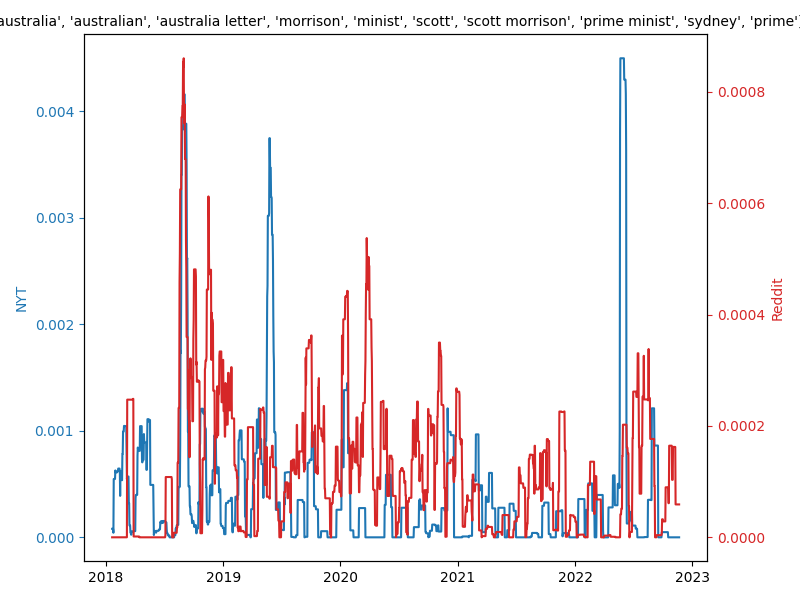 australia', 'australian', 'australia letter', 'morrison', 'minist', 'scott', 'scott morrison', 'prime minist', 'sydney', 'prime'
0.004
0.003
0.002
0.001
0.000
NYT
0.0008
0.0006
0.0004
0.0002
0.0000
Reddit
2018 2019 2020 2021 2022 2023